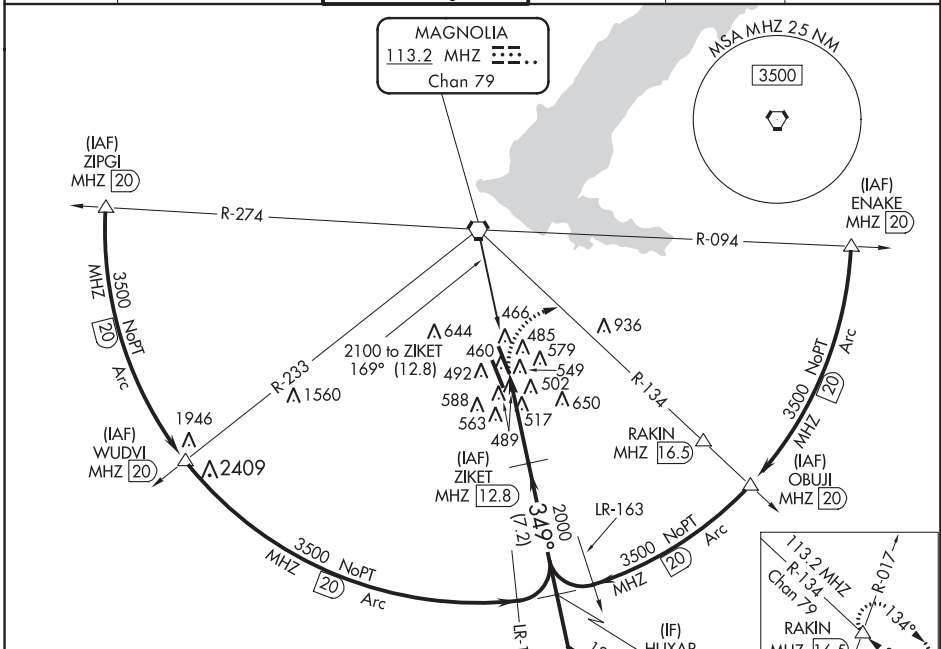 MAGNOLIA
113.2 MHZ
Chan 79
MSA MHZ 25 NM
3500
(IAF)
ZIPGI
MHZ 20
(IAF)
ENAKE
MHZ 20
R-274
R-094
3500 NoPT
MHZ 20 Arc
466
644
485
936
579
2100 to ZIKET
169° (12.8)
460
549
492
502
R-233
1560
588
650
R-134
563
517
489
3500 NoPT
MHZ 20 Arc
1946
2409
(IAF)
WUDVI
MHZ 20
RAKIN
MHZ 16.5
(IAF)
OBUJI
MHZ 20
(IAF)
ZIKET
MHZ 12.8
349°
2000
(7.2)
LR-163
3500 NoPT
MHZ 20 Arc
3500 NoPT
MHZ 20 Arc
(IF)
113.2 MHZ
R-134
Chan 79
R-017
134°
RAKIN
MHZ 16.5